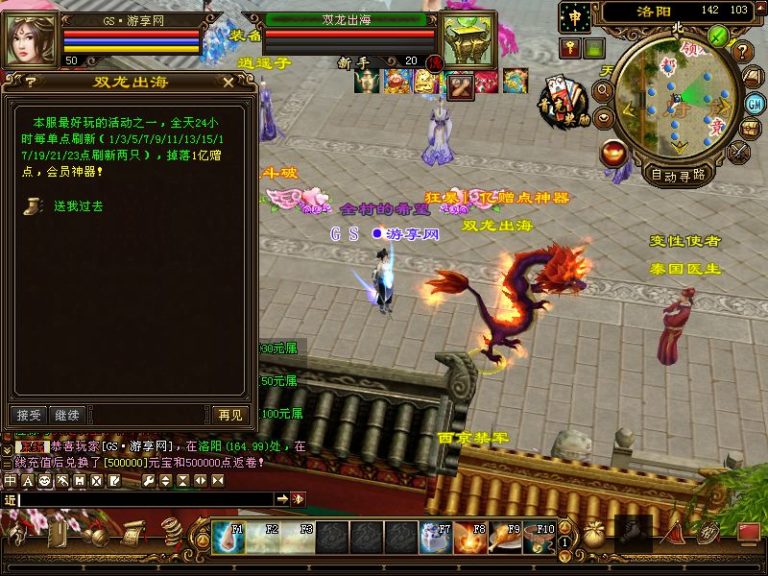 GS·游享网
双龙出海
申
洛阳 142 103
北
50
新手 20
逍遥子
双龙出海
GM
自动寻路
本服最好玩的活动之一，全天24小
时每单点刷新（1/3/5/7/9/11/13/15/1
7/19/21/23点刷新两只），掉落1亿赠
点，会员神器！
送我过去
斗破
全村的希望
GS ●游享网
亿赠点神器
双龙出海
变性使者
泰国医生
30元属
50元属
100元属
接受 继续 再见
西京禁军
恭喜玩家[GS·游享网]，在洛阳(164 99)处，在
线充值后兑换了[500000]元宝和500000点返卷！
中 A
近
F1 F2 F3 F7 F8 F9 F10
1